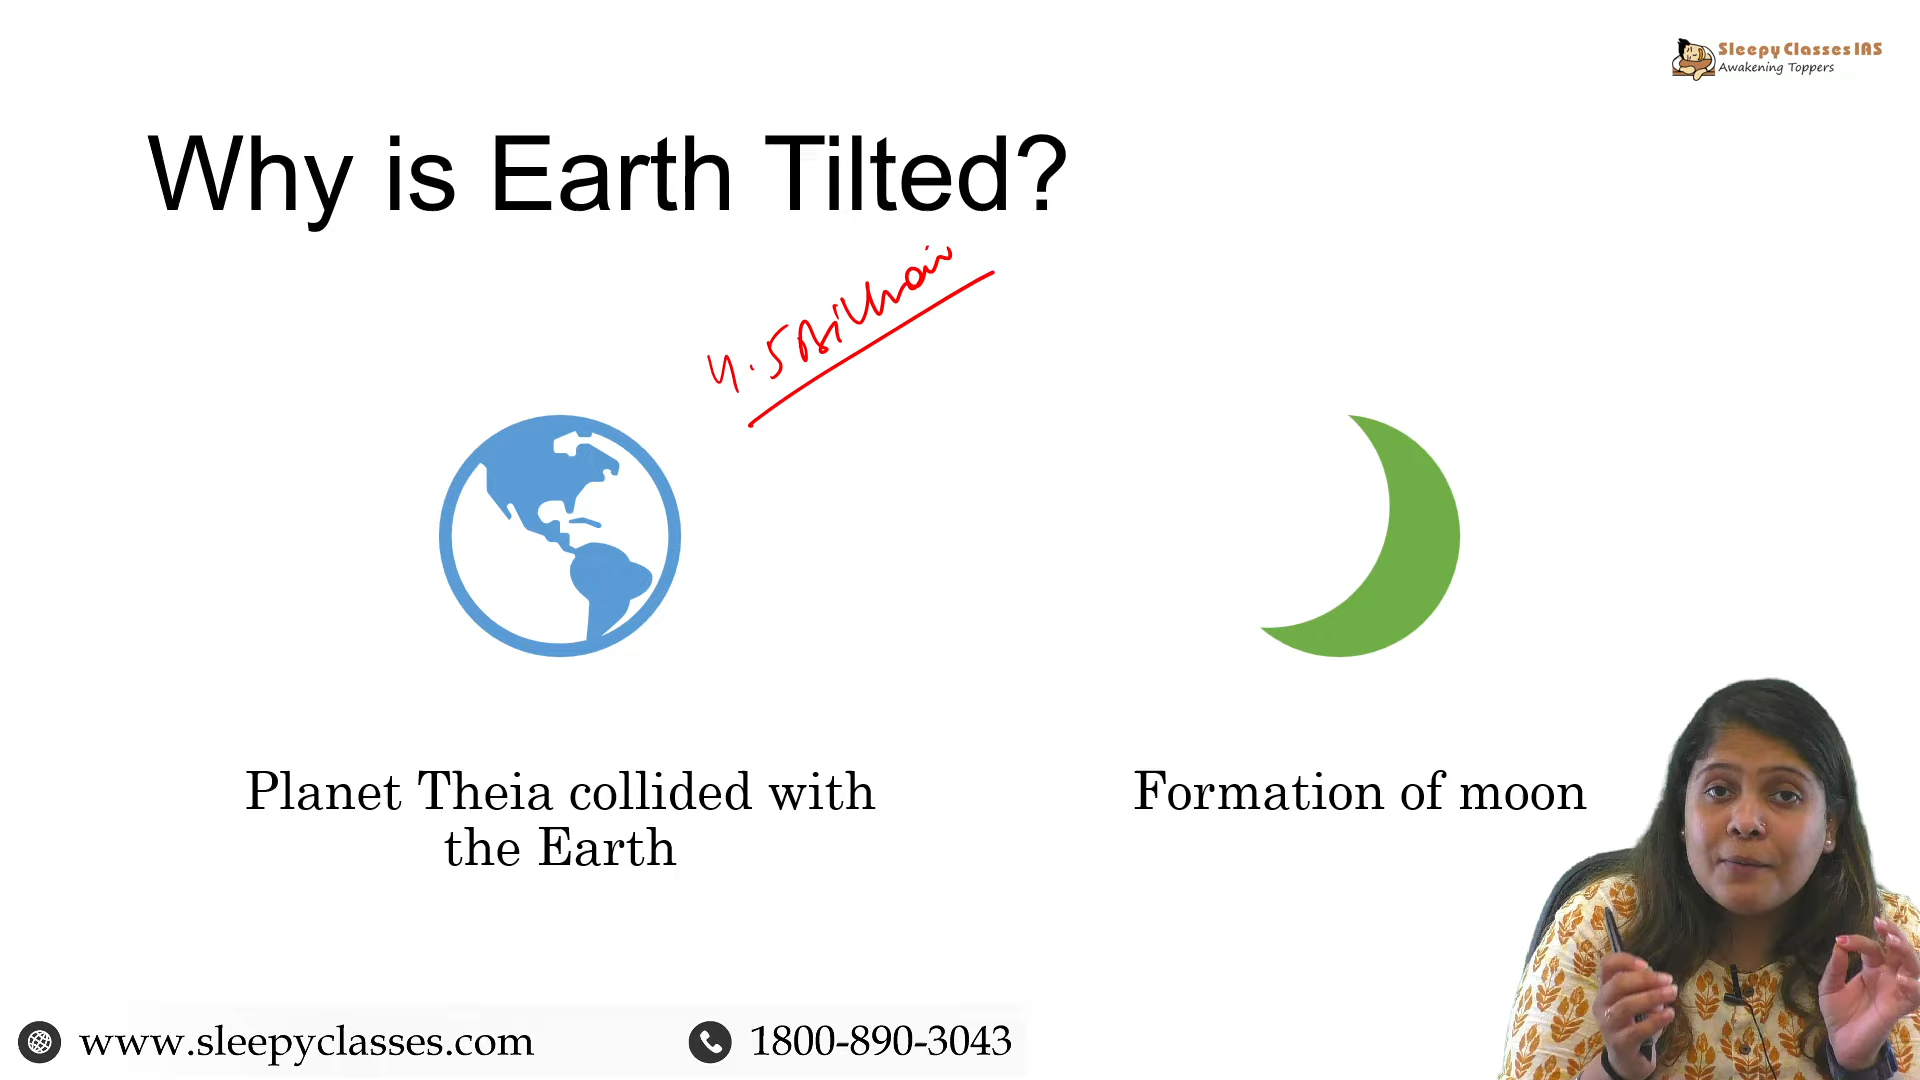 Sleepy Classes IAS
Awakening Toppers
Why is Earth Tilted?
4.5 Billion
Planet Theia collided with
the Earth
Formation of moon
www.sleepyclasses.com
1800-890-3043